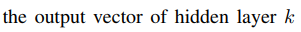 the output vector of hidden layer k